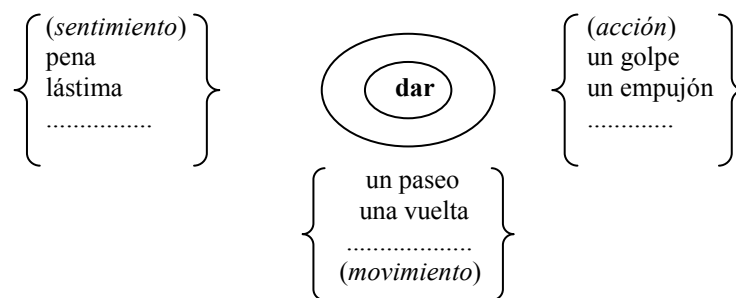 (sentimiento)
pena
lástima
................
dar
(acción)
un golpe
un empujón
.............
un paseo
una vuelta
...................
(movimiento)